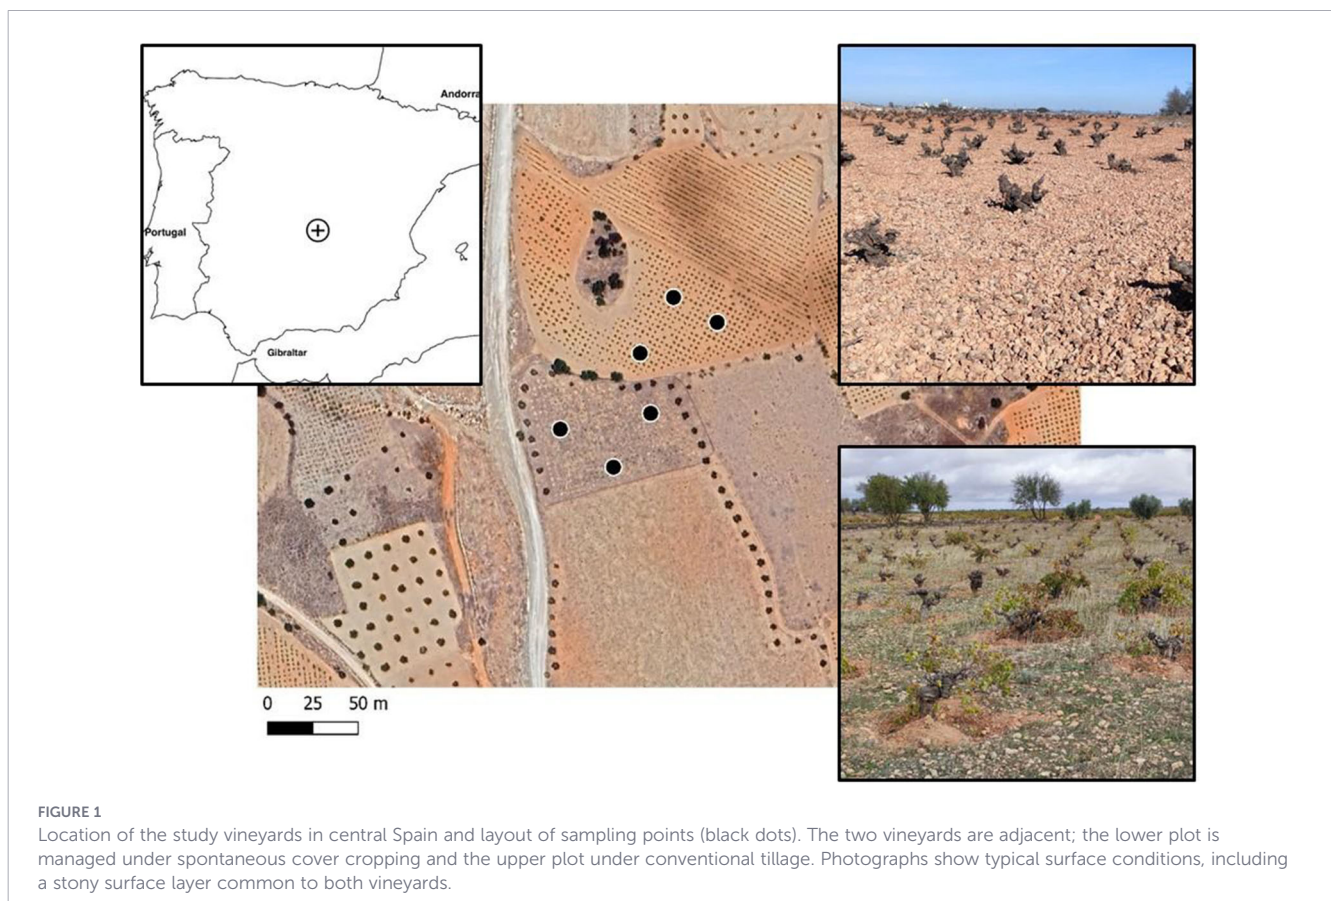 Andorra
Portugal
Gibraltar
0 25 50 m
FIGURE 1
Location of the study vineyards in central Spain and layout of sampling points (black dots). The two vineyards are adjacent; the lower plot is
managed under spontaneous cover cropping and the upper plot under conventional tillage. Photographs show typical surface conditions, including
a stony surface layer common to both vineyards.